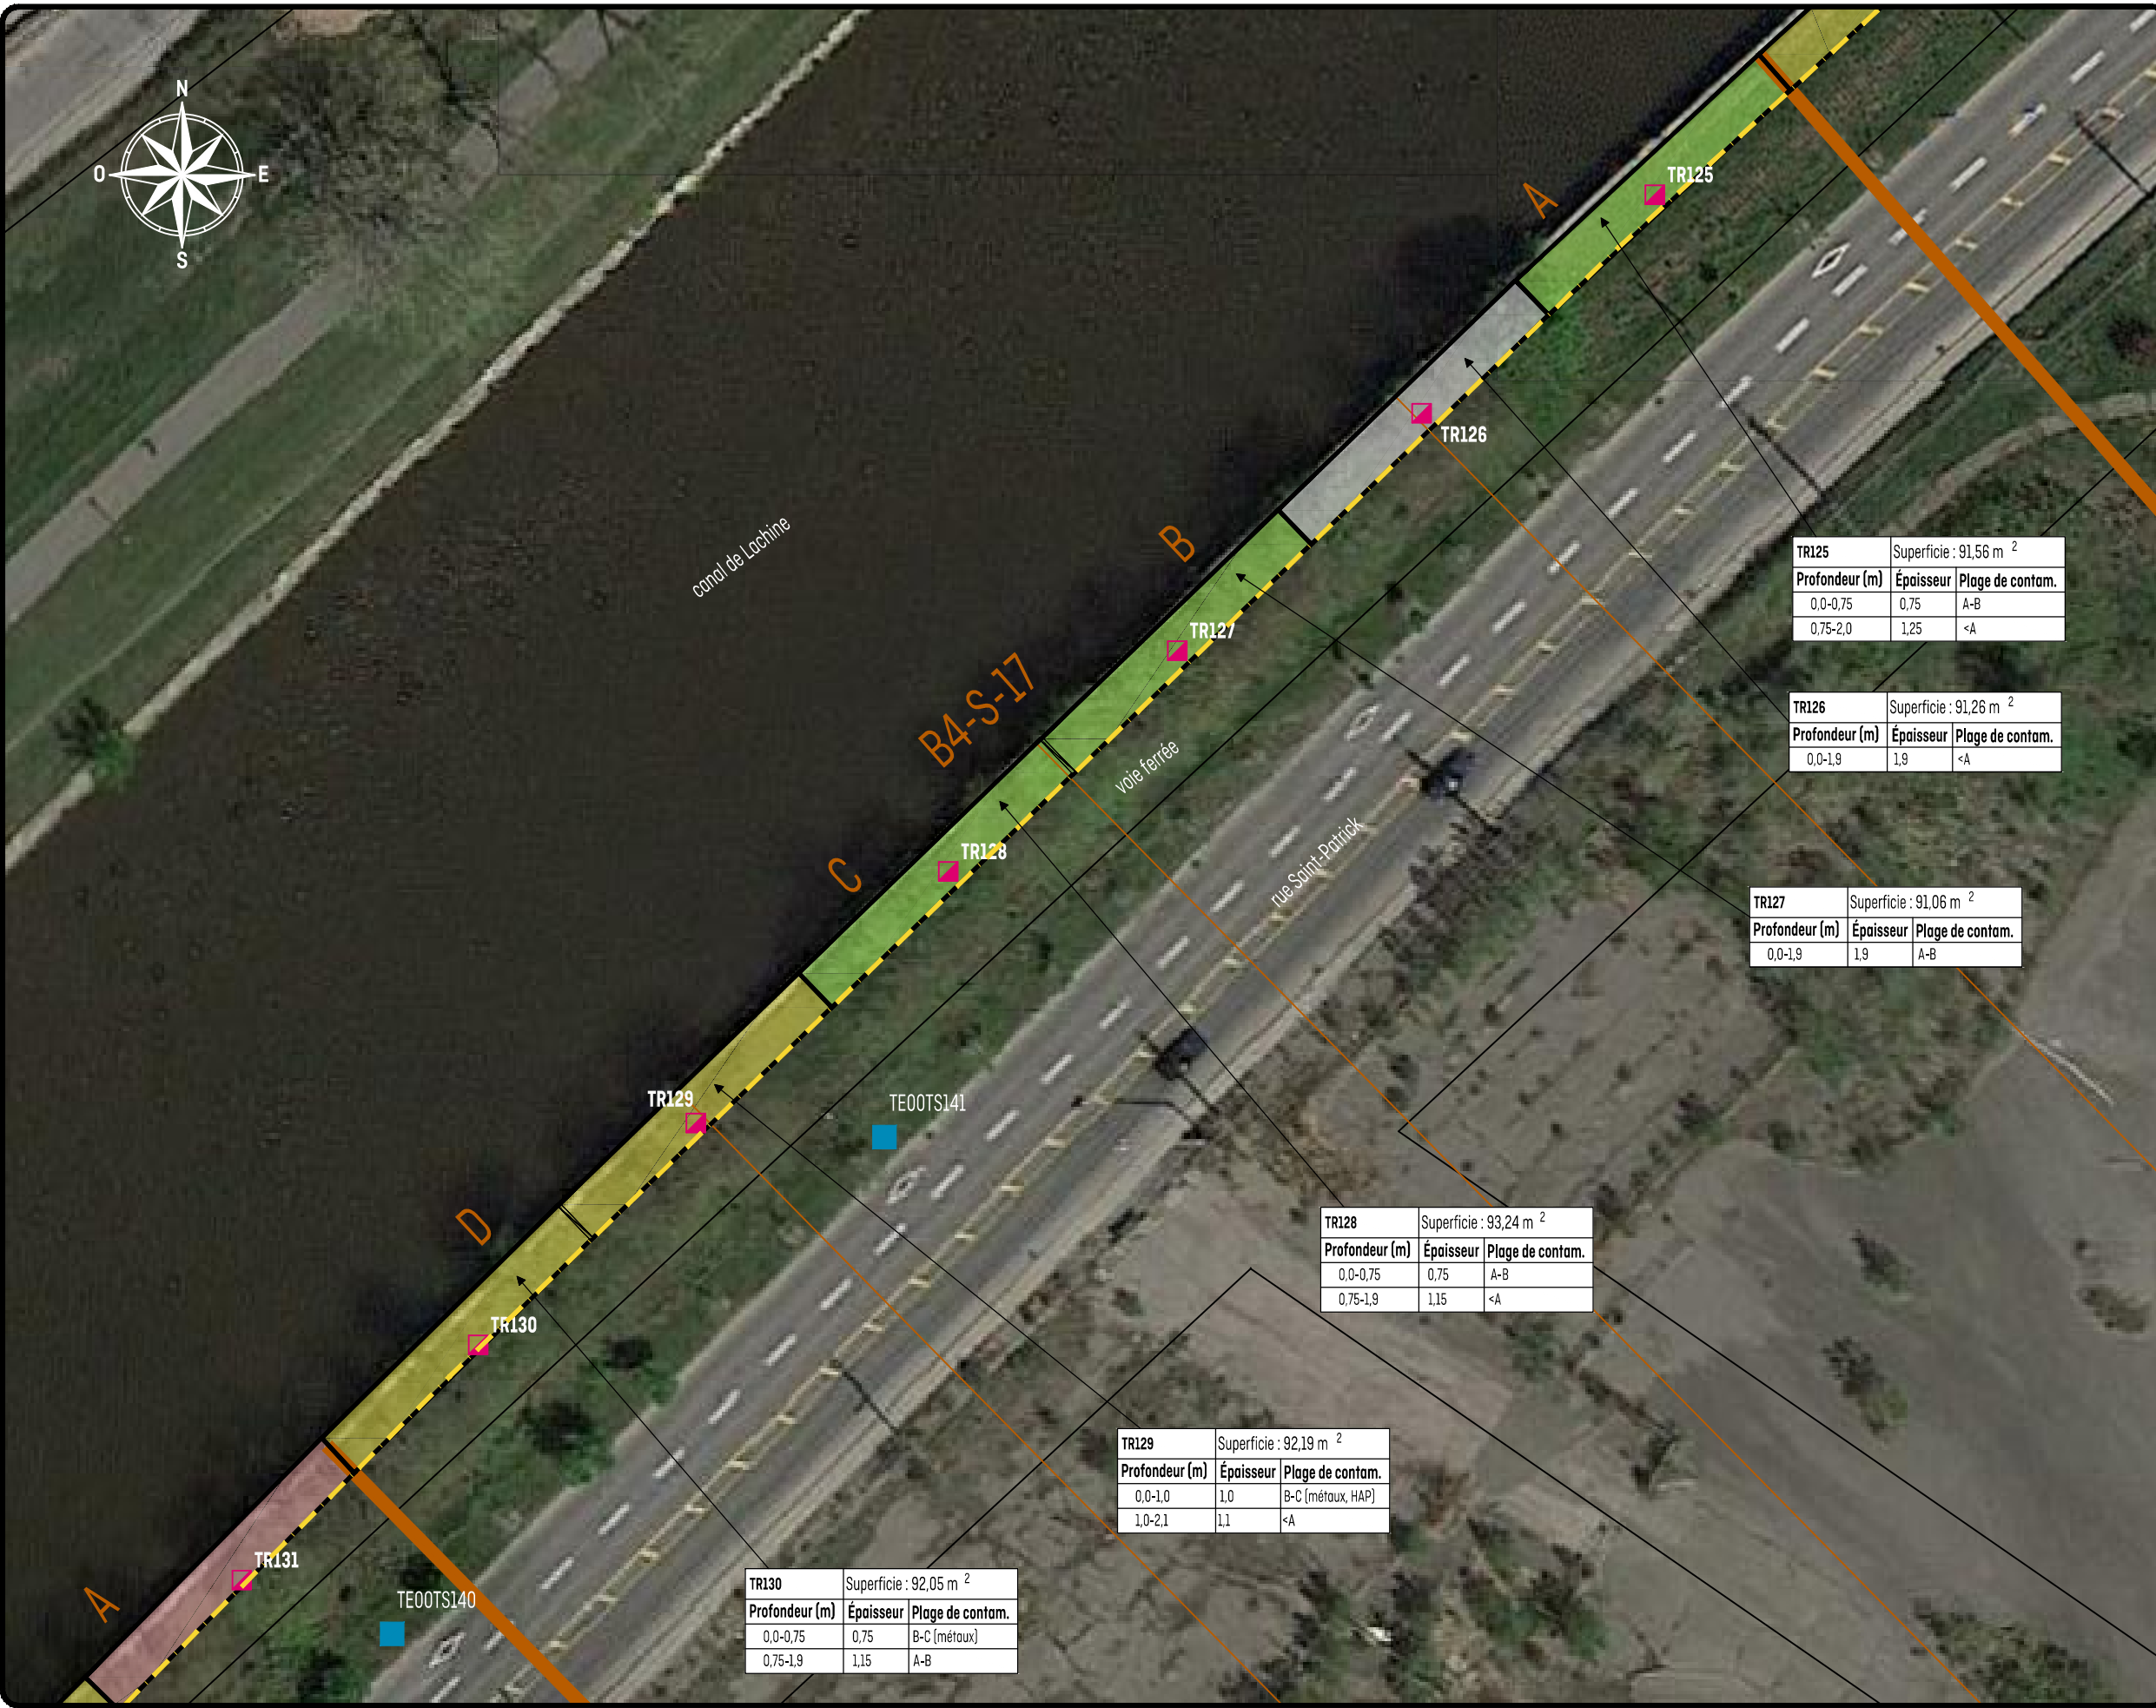 N
O
E
S
A
TR125
TR126
canal de Lachine
B
TR127
B4-S-17
voie ferrée
rue Saint-Patrick
C
TR128
TR129
TE00TS141
D
TR130
TR131
A
TE00TS140
TR125 Superficie : 91,56 m 2
Profondeur (m) Épaisseur Plage de contam.
0,0-0,75 0,75 A-B
0,75-2,0 1,25 <A
TR126 Superficie : 91,26 m 2
Profondeur (m) Épaisseur Plage de contam.
0,0-1,9 1,9 <A
TR127 Superficie : 91,06 m 2
Profondeur (m) Épaisseur Plage de contam.
0,0-1,9 1,9 A-B
TR128 Superficie : 93,24 m 2
Profondeur (m) Épaisseur Plage de contam.
0,0-0,75 0,75 A-B
0,75-1,9 1,15 <A
TR129 Superficie : 92,19 m 2
Profondeur (m) Épaisseur Plage de contam.
0,0-1,0 1,0 B-C (métaux, HAP)
1,0-2,1 1,1 <A
TR130 Superficie : 92,05 m 2
Profondeur (m) Épaisseur Plage de contam.
0,0-0,75 0,75 B-C (métaux)
0,75-1,9 1,15 A-B